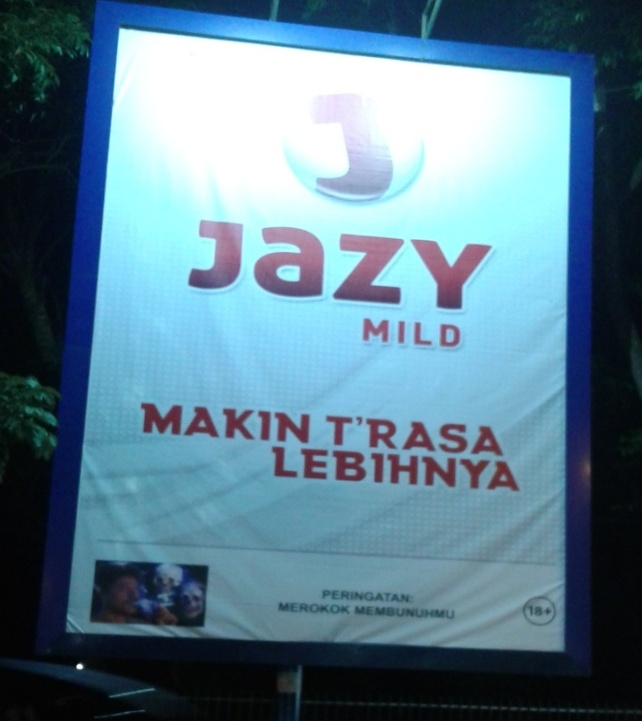 J
JaZY
MILD
MAKIN T'RASA
LEBIHNYA
PERINGATAN:
MEROKOK MEMBUNUHMU
18+